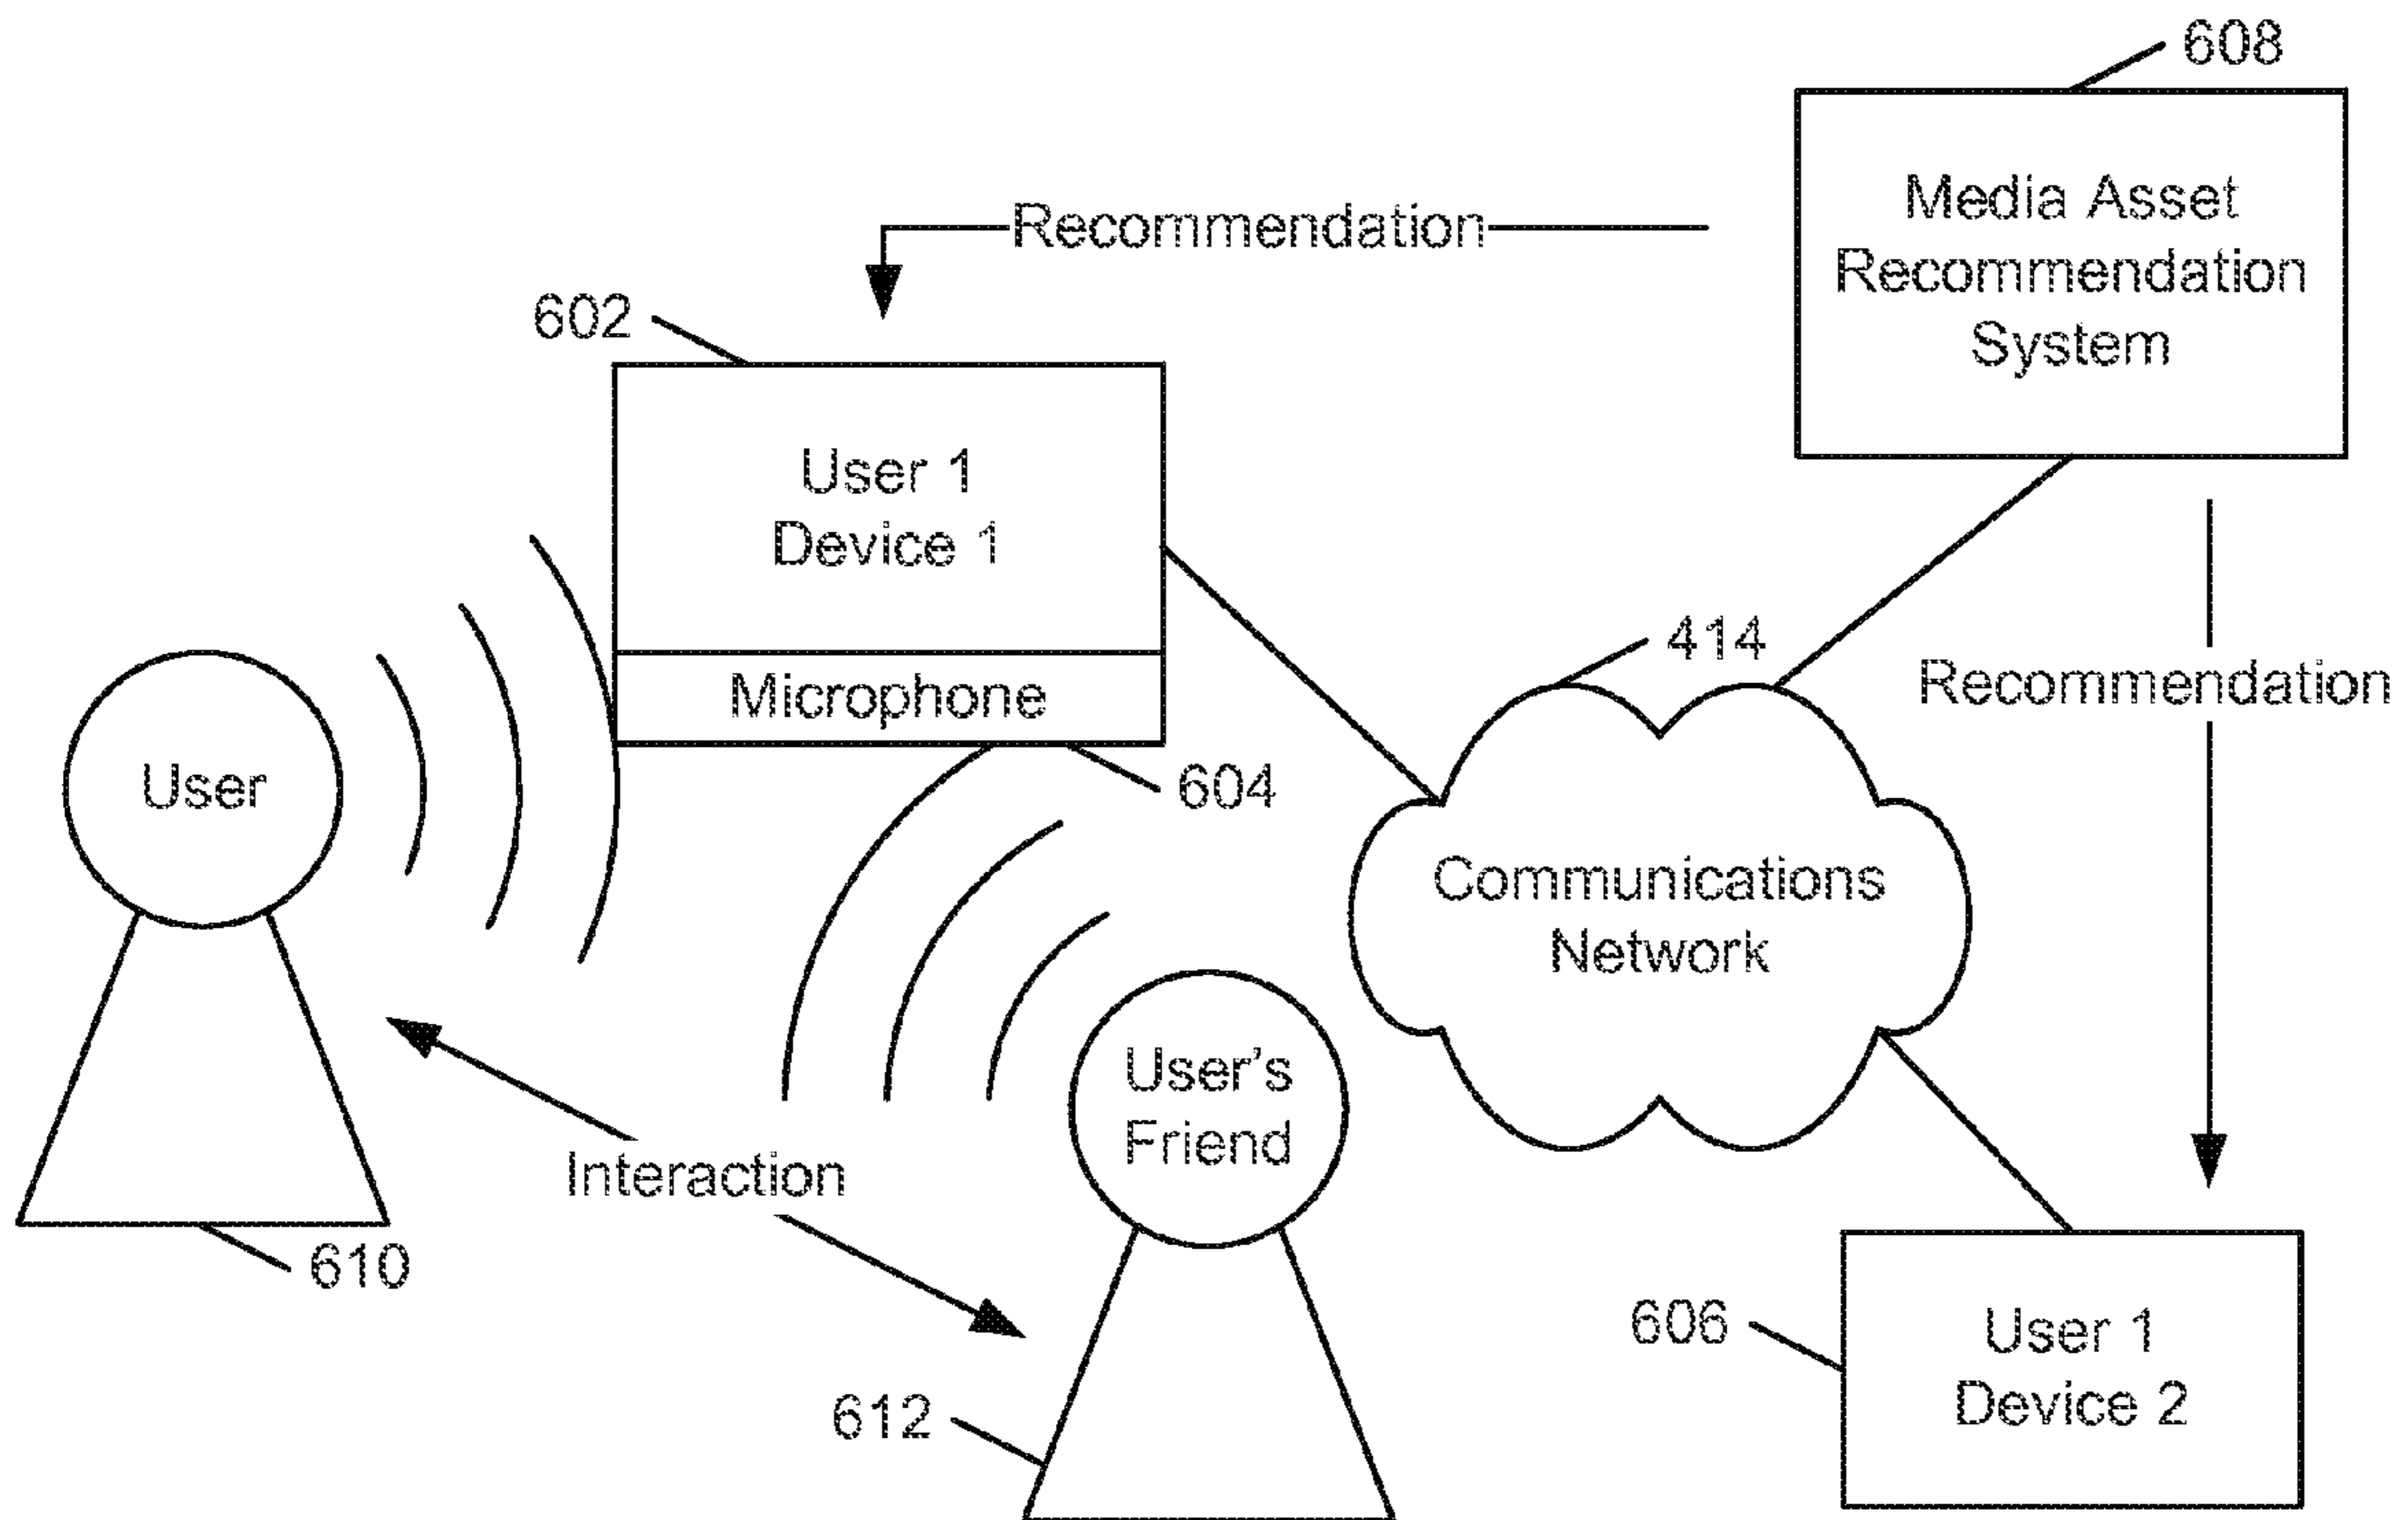 608
Media Asset
Recommendation
System
Recommendation
602
User 1
Device 1
Microphone
604
414
Recommendation
User
Communications
Network
User's
Friend
Interaction
610
606
User 1
Device 2
612